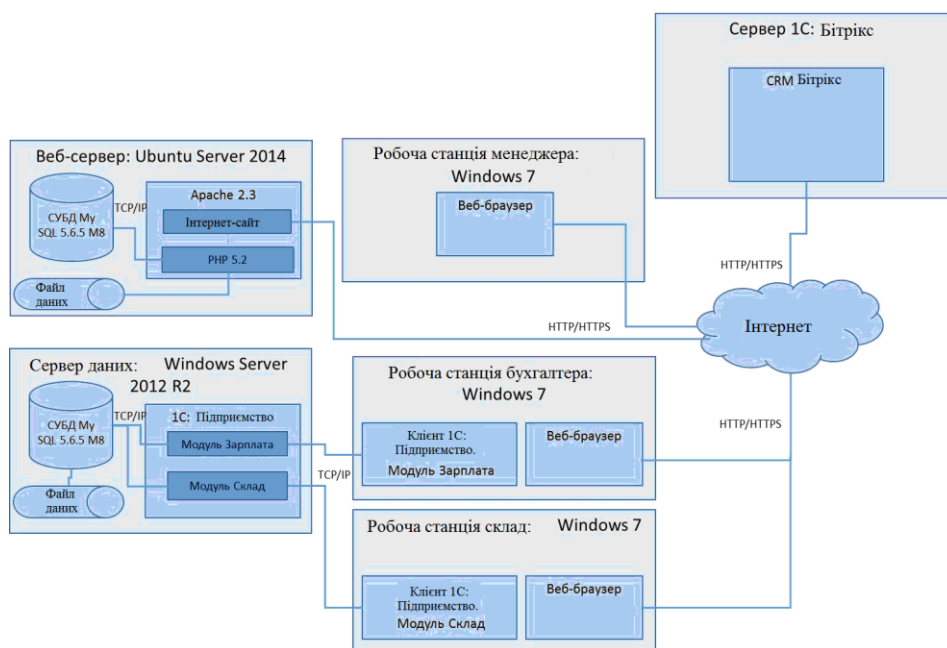 Сервер 1С: Бітрікс
CRM Бітрікс
Веб-сервер: Ubuntu Server 2014
СУБД My
SQL 5.6.5 M8
TCP/IP
Apache 2.3
Інтернет-сайт
PHP 5.2
Файл
даних
Робоча станція менеджера:
Windows 7
Веб-браузер
HTTP/HTTPS
HTTP/HTTPS
Інтернет
Сервер даних: Windows Server
2012 R2
СУБД My
SQL 5.6.5 M8
TCP/IP
1С: Підприємство
Модуль Зарплата
Модуль Склад
Файл
даних
TCP/IP
Робоча станція бухгалтера:
Windows 7
Клієнт 1С:
Підприємство.
Модуль Зарплата
Веб-браузер
HTTP/HTTPS
Робоча станція склад: Windows 7
Клієнт 1С:
Підприємство.
Модуль Склад
Веб-браузер